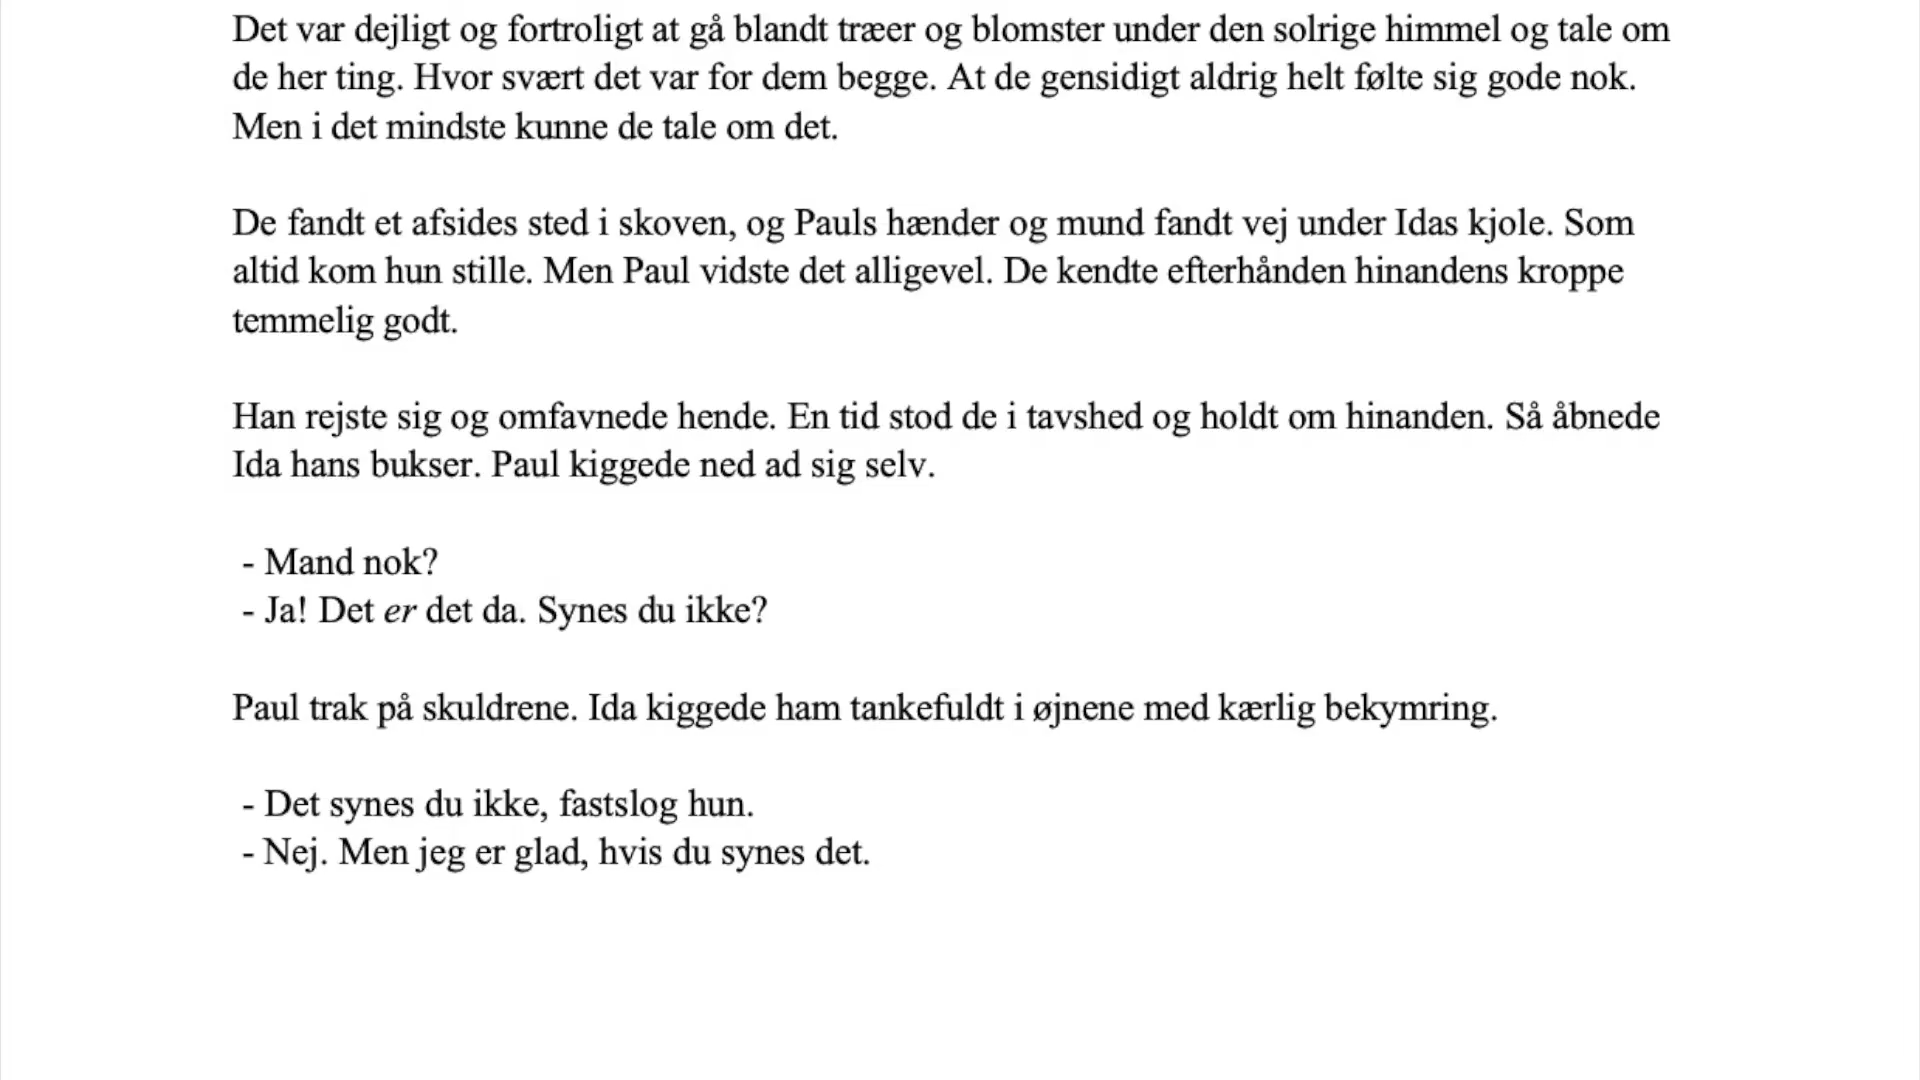 Det var dejligt og fortroligt at gå blandt træer og blomster under den solrige himmel og tale om
de her ting. Hvor svært det var for dem begge. At de gensidigt aldrig helt følte sig gode nok.
Men i det mindste kunne de tale om det.
De fandt et afsides sted i skoven, og Pauls hænder og mund fandt vej under Idas kjole. Som
altid kom hun stille. Men Paul vidste det alligevel. De kendte efterhånden hinandens kroppe
temmelig godt.
Han rejste sig og omfavnede hende. En tid stod de i tavshed og holdt om hinanden. Så åbnede
Ida hans bukser. Paul kiggede ned ad sig selv.
- Mand nok?
- Ja! Det er det da. Synes du ikke?
Paul trak på skuldrene. Ida kiggede ham tankefuldt i øjnene med kærlig bekymring.
- Det synes du ikke, fastslog hun.
- Nej. Men jeg er glad, hvis du synes det.